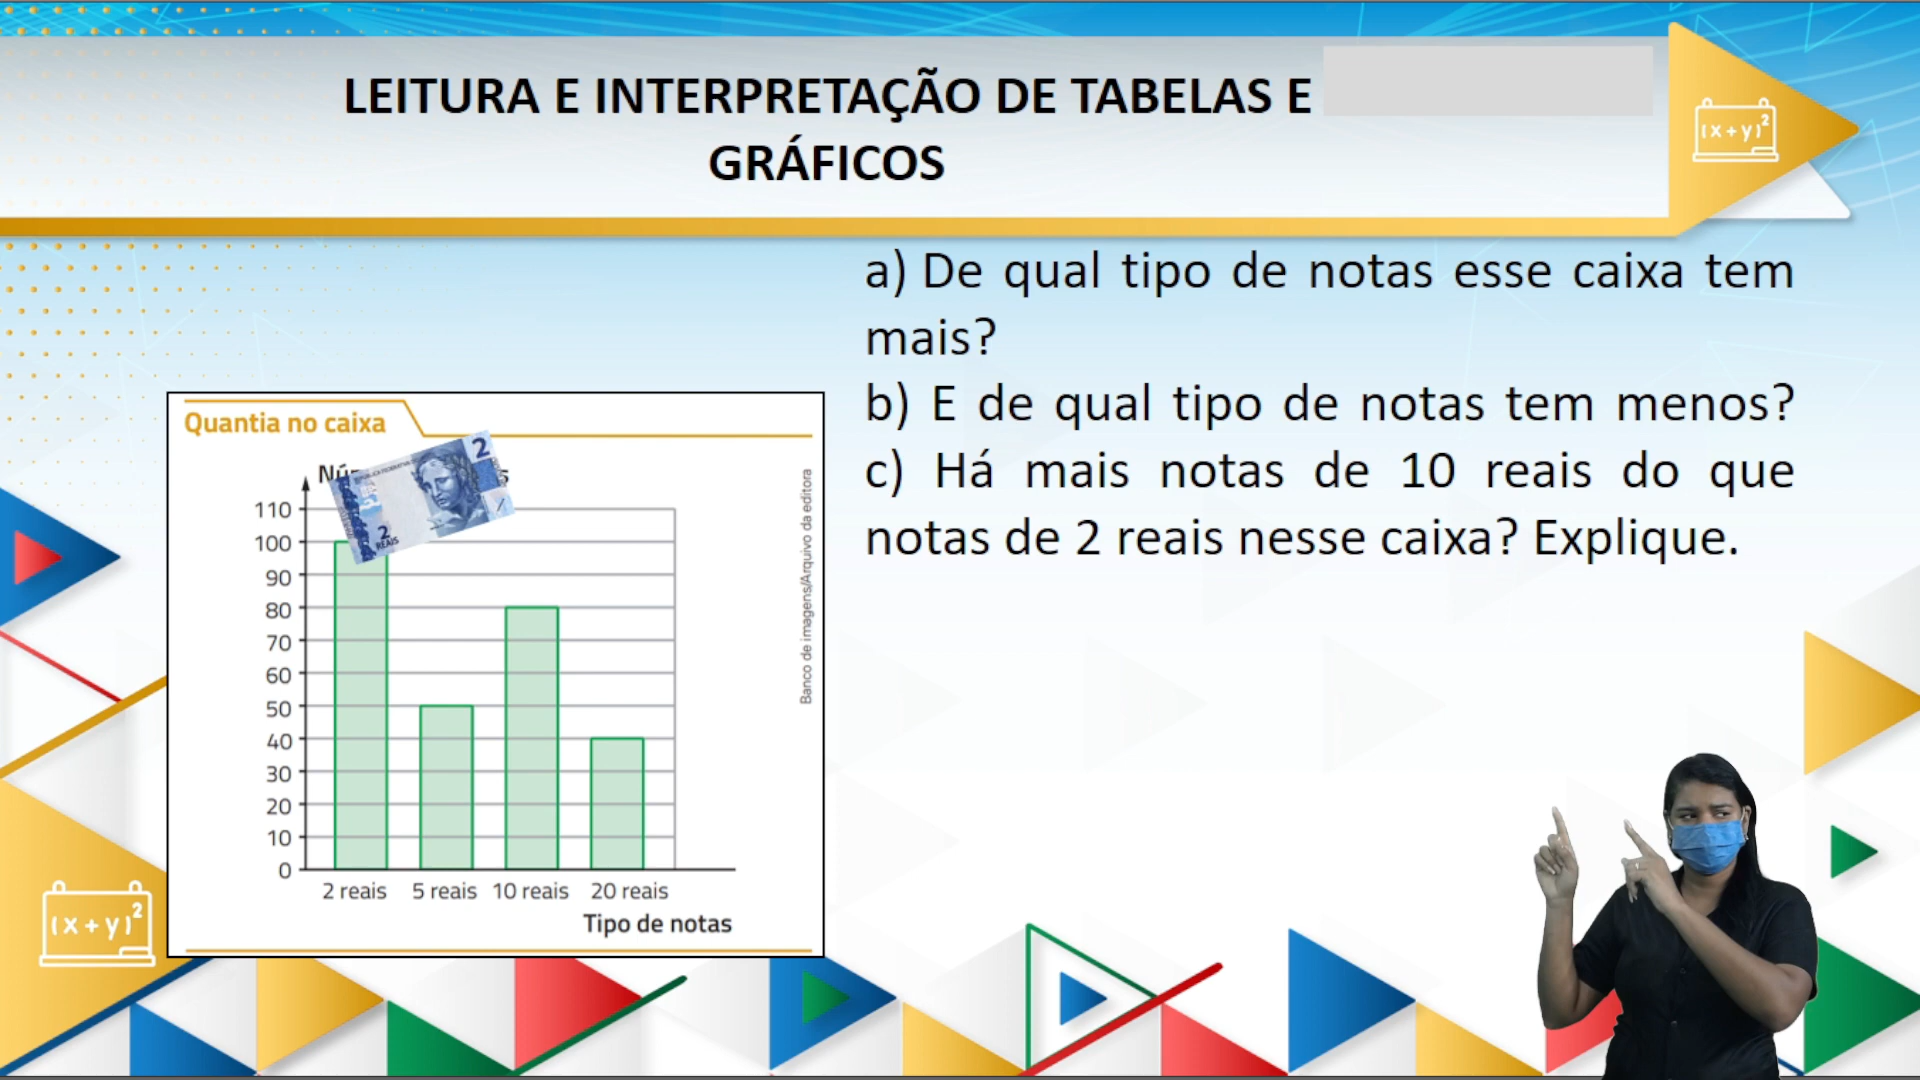 LEITURA E INTERPRETAÇÃO DE TABELAS E
GRÁFICOS
(x+y)²
a) De qual tipo de notas esse caixa tem
mais?
b) E de qual tipo de notas tem menos?
c) Há mais notas de 10 reais do que
notas de 2 reais nesse caixa? Explique.
Quantia no caixa
2
2
REAIS
110
100
90
80
70
60
50
40
30
20
10
0
2 reais 5 reais 10 reais 20 reais
Tipo de notas
Banco de imagens/Arquivo da editora
(x+y)²